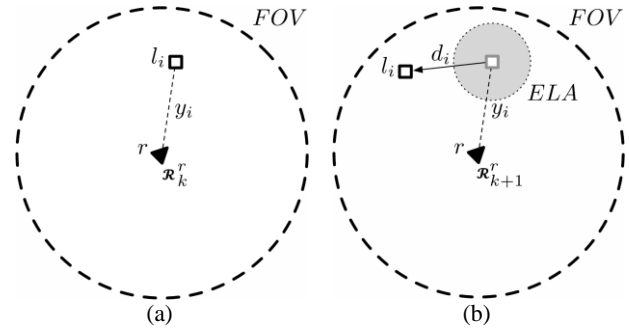 FOV
l_i
y_i
r
𝓡_k^r
(a)
FOV
d_i
l_i
ELA
y_i
r
𝓡_{k+1}^r
(b)